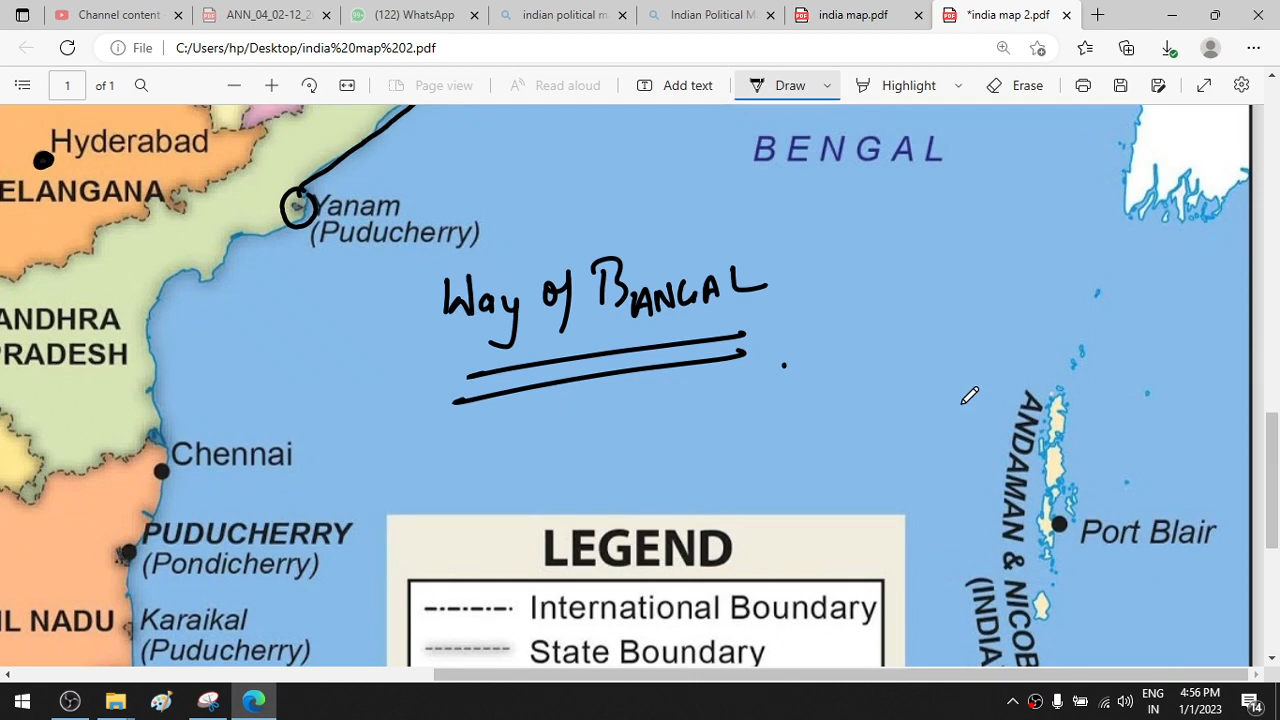 Channel content
ANI_04_02-12_2
(122) WhatsApp
indian political m
Indian Political M
india map.pdf
*india map 2.pdf
File
C:/Users/hp/Desktop/india%20map%202.pdf
1
of 1
Page view
Read aloud
Add text
Draw
Highlight
Erase
Hyderabad
ELANGANA
BENGAL
Yanam
(Puducherry)
Way of BANGAL
ANDHRA
PRADESH
Chennai
PUDUCHERRY
(Pondicherry)
IL NADU
Karaikal
(Puducherry)
ANDAMAN & NICOB
(INDIA
Port Blair
LEGEND
International Boundary
State Boundary
ENG
IN
4:56 PM
1/1/2023
14